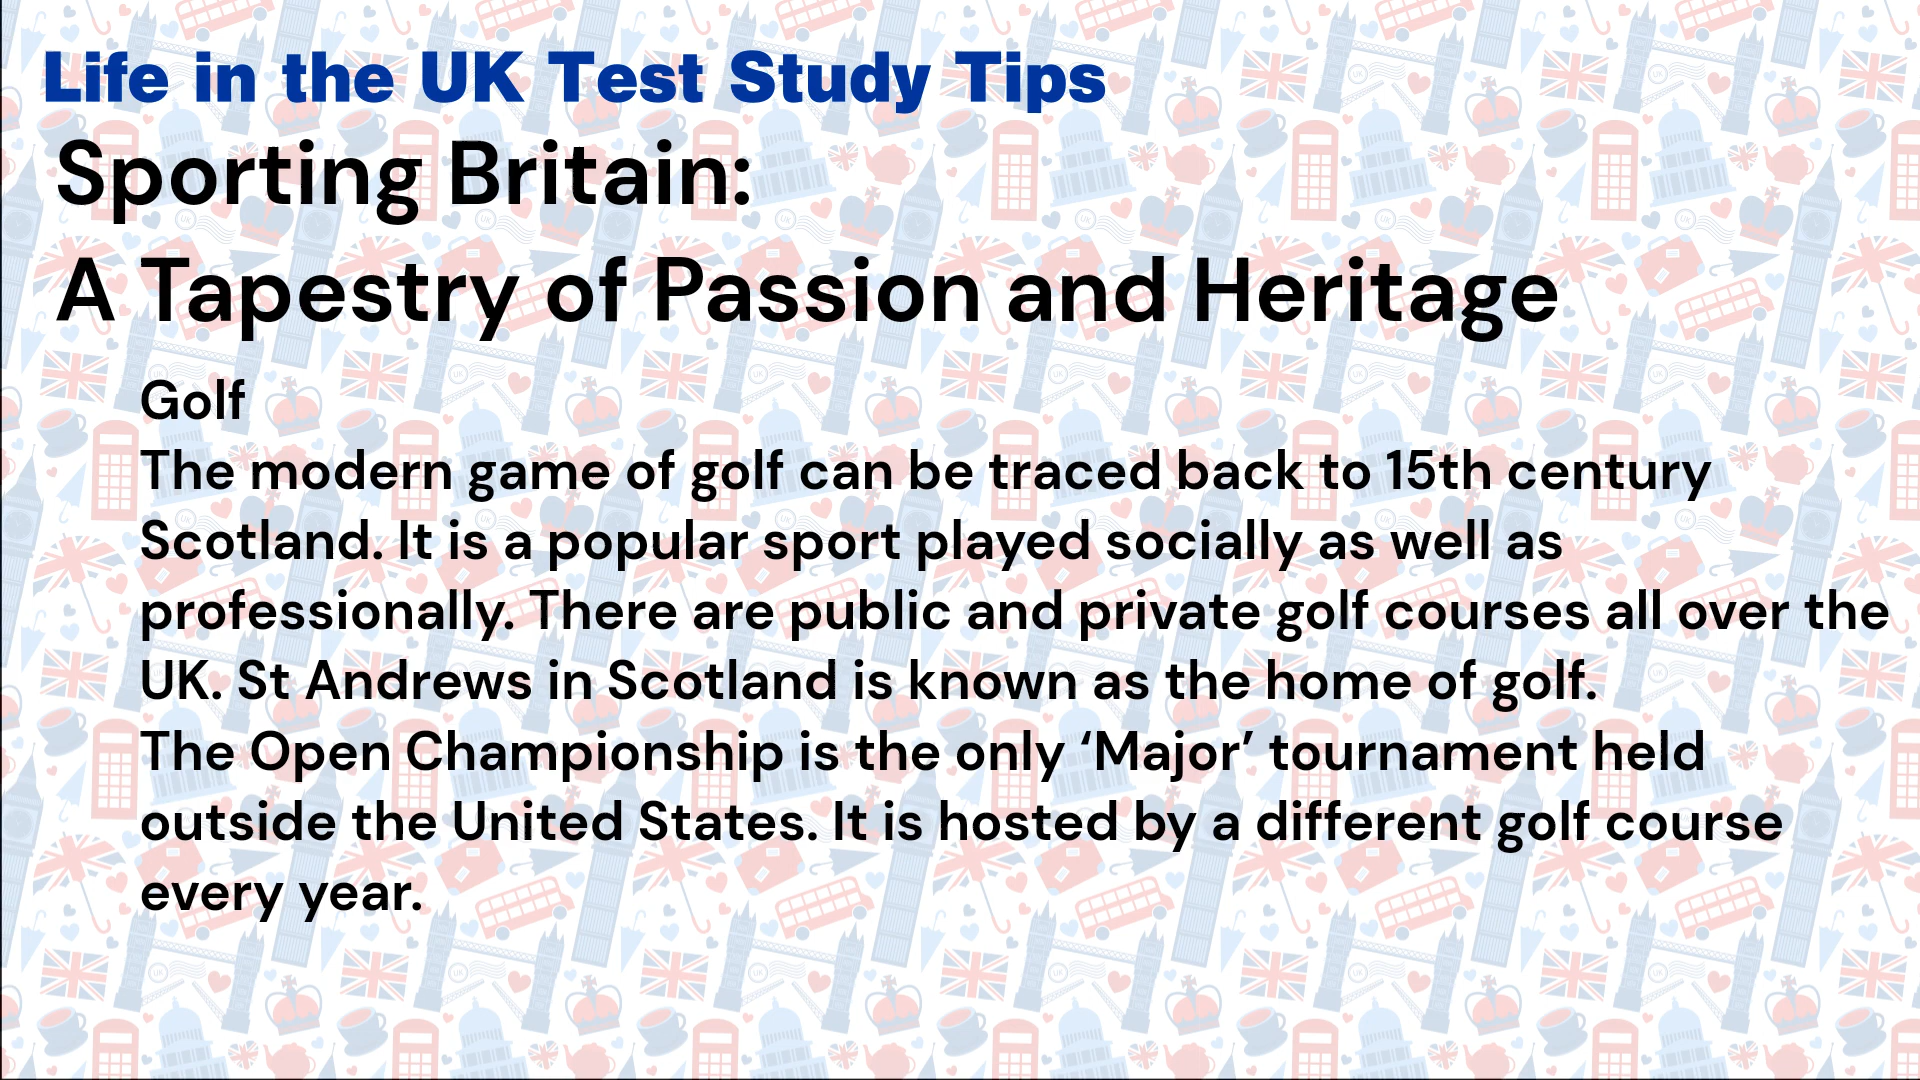 Life in the UK Test Study Tips
Sporting Britain:
A Tapestry of Passion and Heritage
Golf
The modern game of golf can be traced back to 15th century
Scotland. It is a popular sport played socially as well as
professionally. There are public and private golf courses all over the
UK. St Andrews in Scotland is known as the home of golf.
The Open Championship is the only ‘Major’ tournament held
outside the United States. It is hosted by a different golf course
every year.